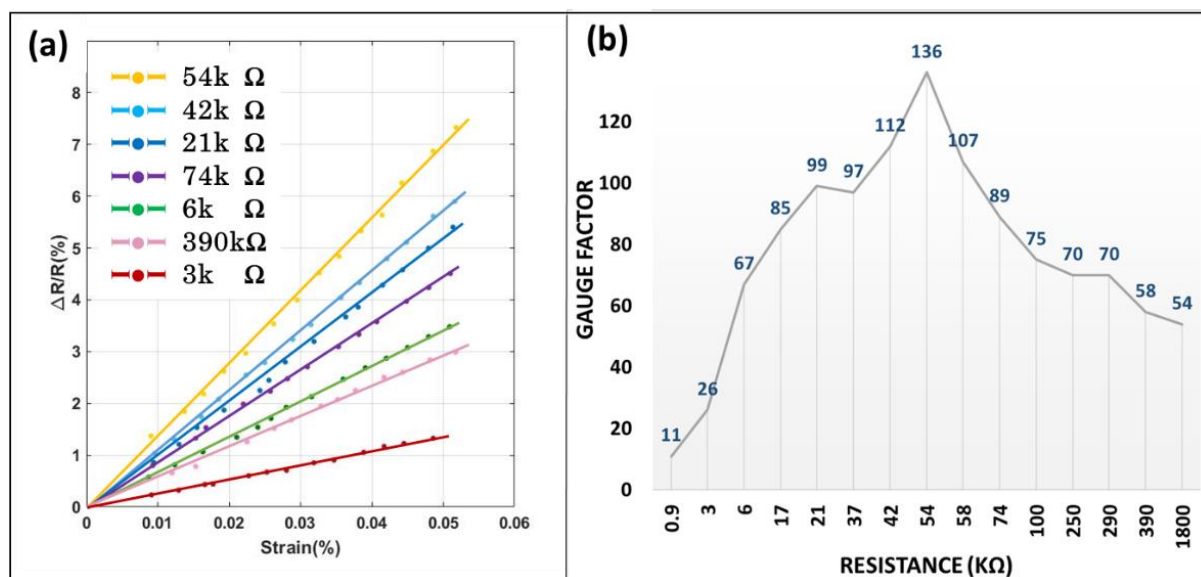 (a)
54k Ω
42k Ω
21k Ω
74k Ω
6k Ω
390kΩ
3k Ω
△R/R(%)
8
7
6
5
4
3
2
1
0
0 0.01 0.02 0.03 0.04 0.05 0.06
Strain(%)
(b)
GAUGE FACTOR
120
100
80
60
40
20
0
11
26
67
85
99
97
112
136
107
89
75
70
70
58
54
0.9 3 6 17 21 37 42 54 58 74 100 250 290 390 1800
RESISTANCE (KΩ)